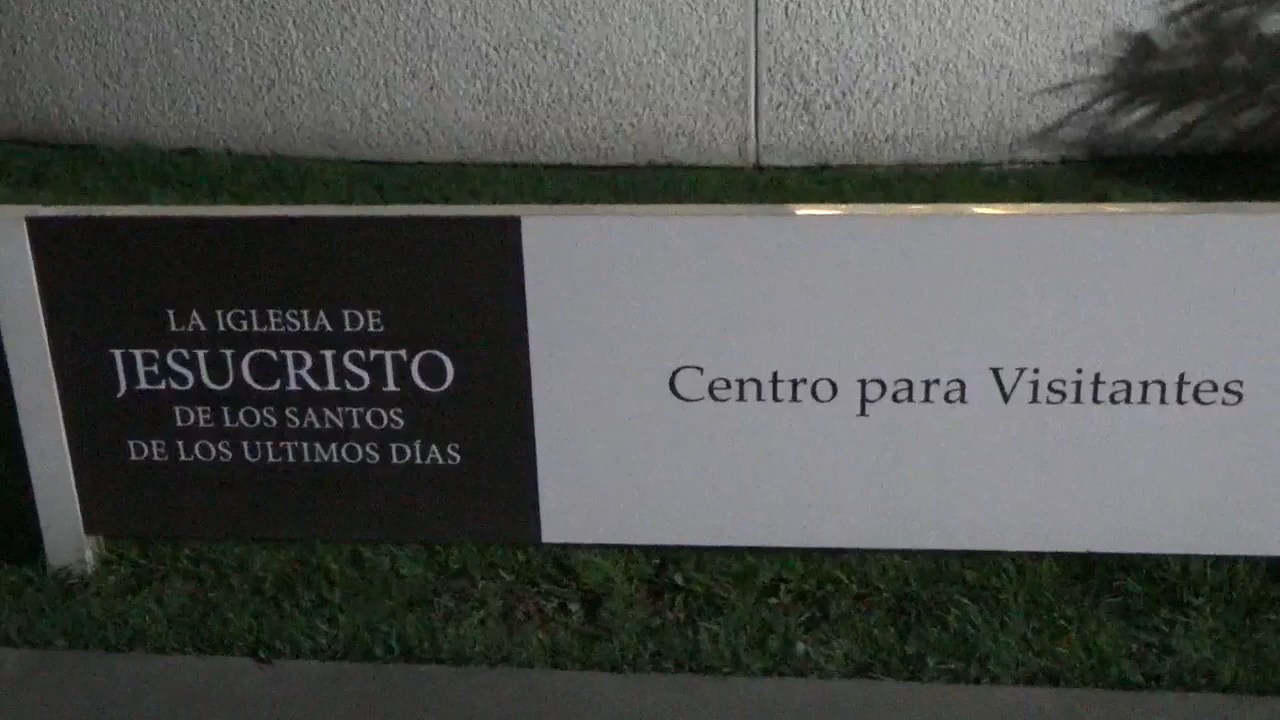 LA IGLESIA DE
JESUCRISTO
DE LOS SANTOS
DE LOS ULTIMOS DÍAS
Centro para Visitantes